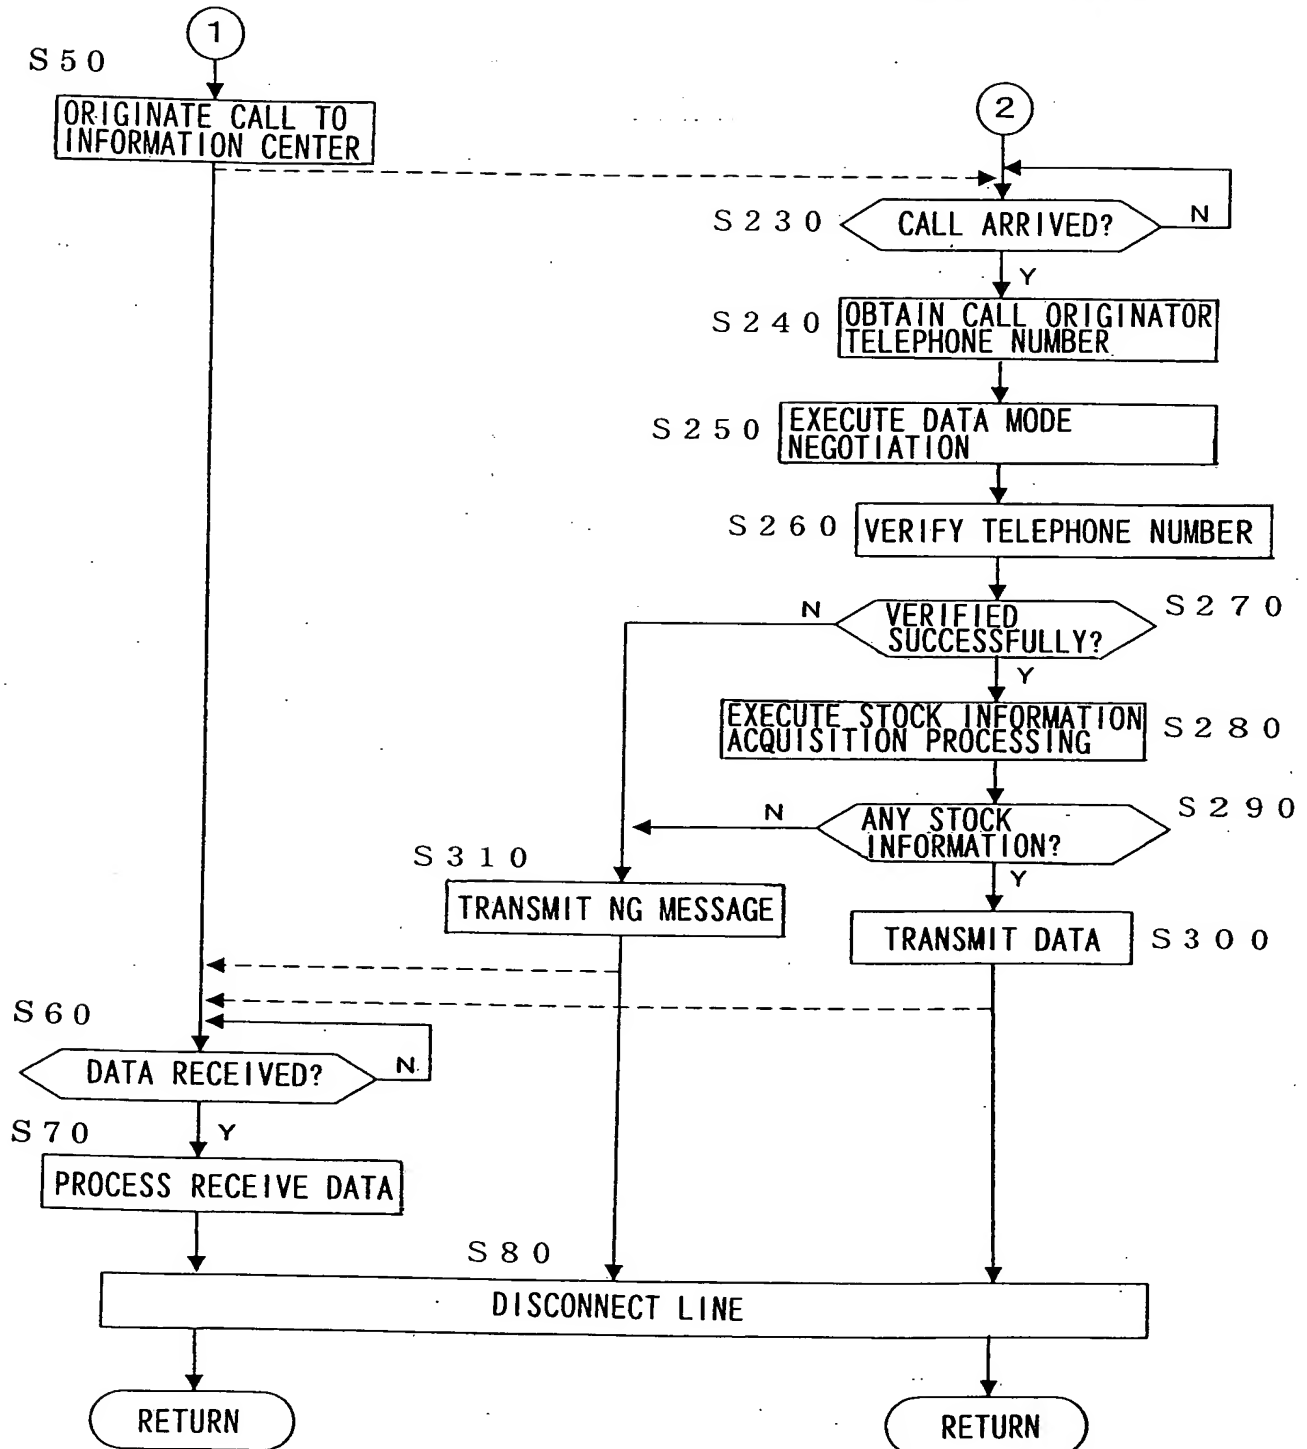 1
S50
ORIGINATE CALL TO
INFORMATION CENTER
2
S230
CALL ARRIVED?
N
Y
S240
OBTAIN CALL ORIGINATOR
TELEPHONE NUMBER
S250
EXECUTE DATA MODE
NEGOTIATION
S260
VERIFY TELEPHONE NUMBER
N
VERIFIED
SUCCESSFULLY?
S270
Y
EXECUTE STOCK INFORMATION
ACQUISITION PROCESSING
S280
N
ANY STOCK
INFORMATION?
S290
Y
S310
TRANSMIT NG MESSAGE
TRANSMIT DATA
S300
S60
DATA RECEIVED?
N
S70
Y
PROCESS RECEIVE DATA
S80
DISCONNECT LINE
RETURN
RETURN